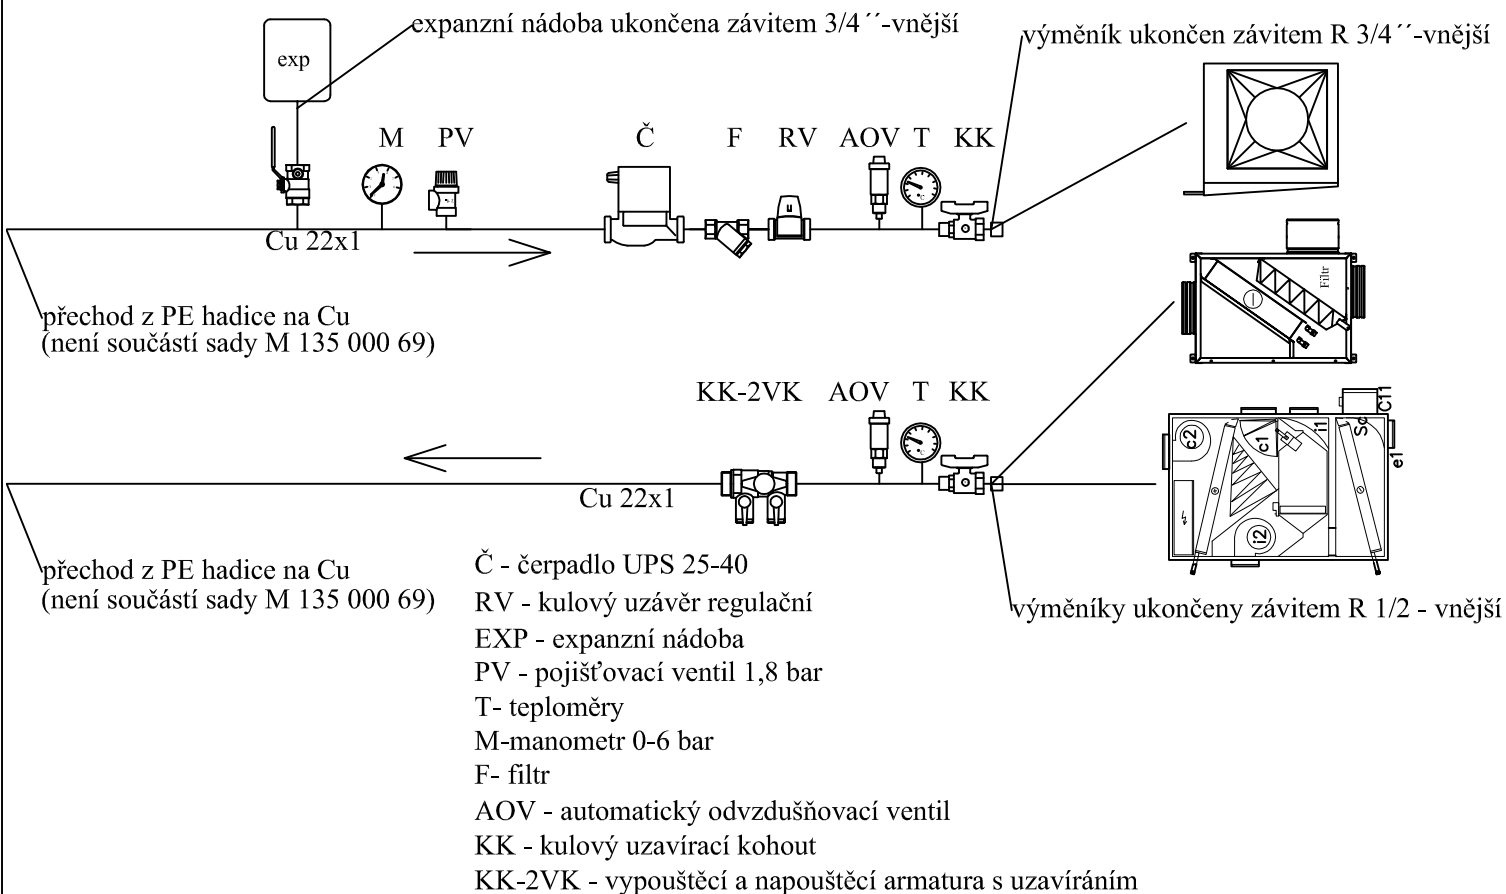 expanzní nádoba ukončena závitem 3/4´´-vnější
výměník ukončen závitem R 3/4´´-vnější
exp
M PV Č F RV AOV T KK
Cu 22x1
přechod z PE hadice na Cu
(není součástí sady M 135 000 69)
Filtr
KK-2VK AOV T KK
c2
c1
i1
Sc
C11
e1
i2
Cu 22x1
přechod z PE hadice na Cu
(není součástí sady M 135 000 69)
výměníky ukončeny závitem R 1/2 - vnější
Č - čerpadlo UPS 25-40
RV - kulový uzávěr regulační
EXP - expanzní nádoba
PV - pojišťovací ventil 1,8 bar
T- teploměry
M-manometr 0-6 bar
F- filtr
AOV - automatický odvzdušňovací ventil
KK - kulový uzavírací kohout
KK-2VK - vypouštěcí a napouštěcí armatura s uzavíráním